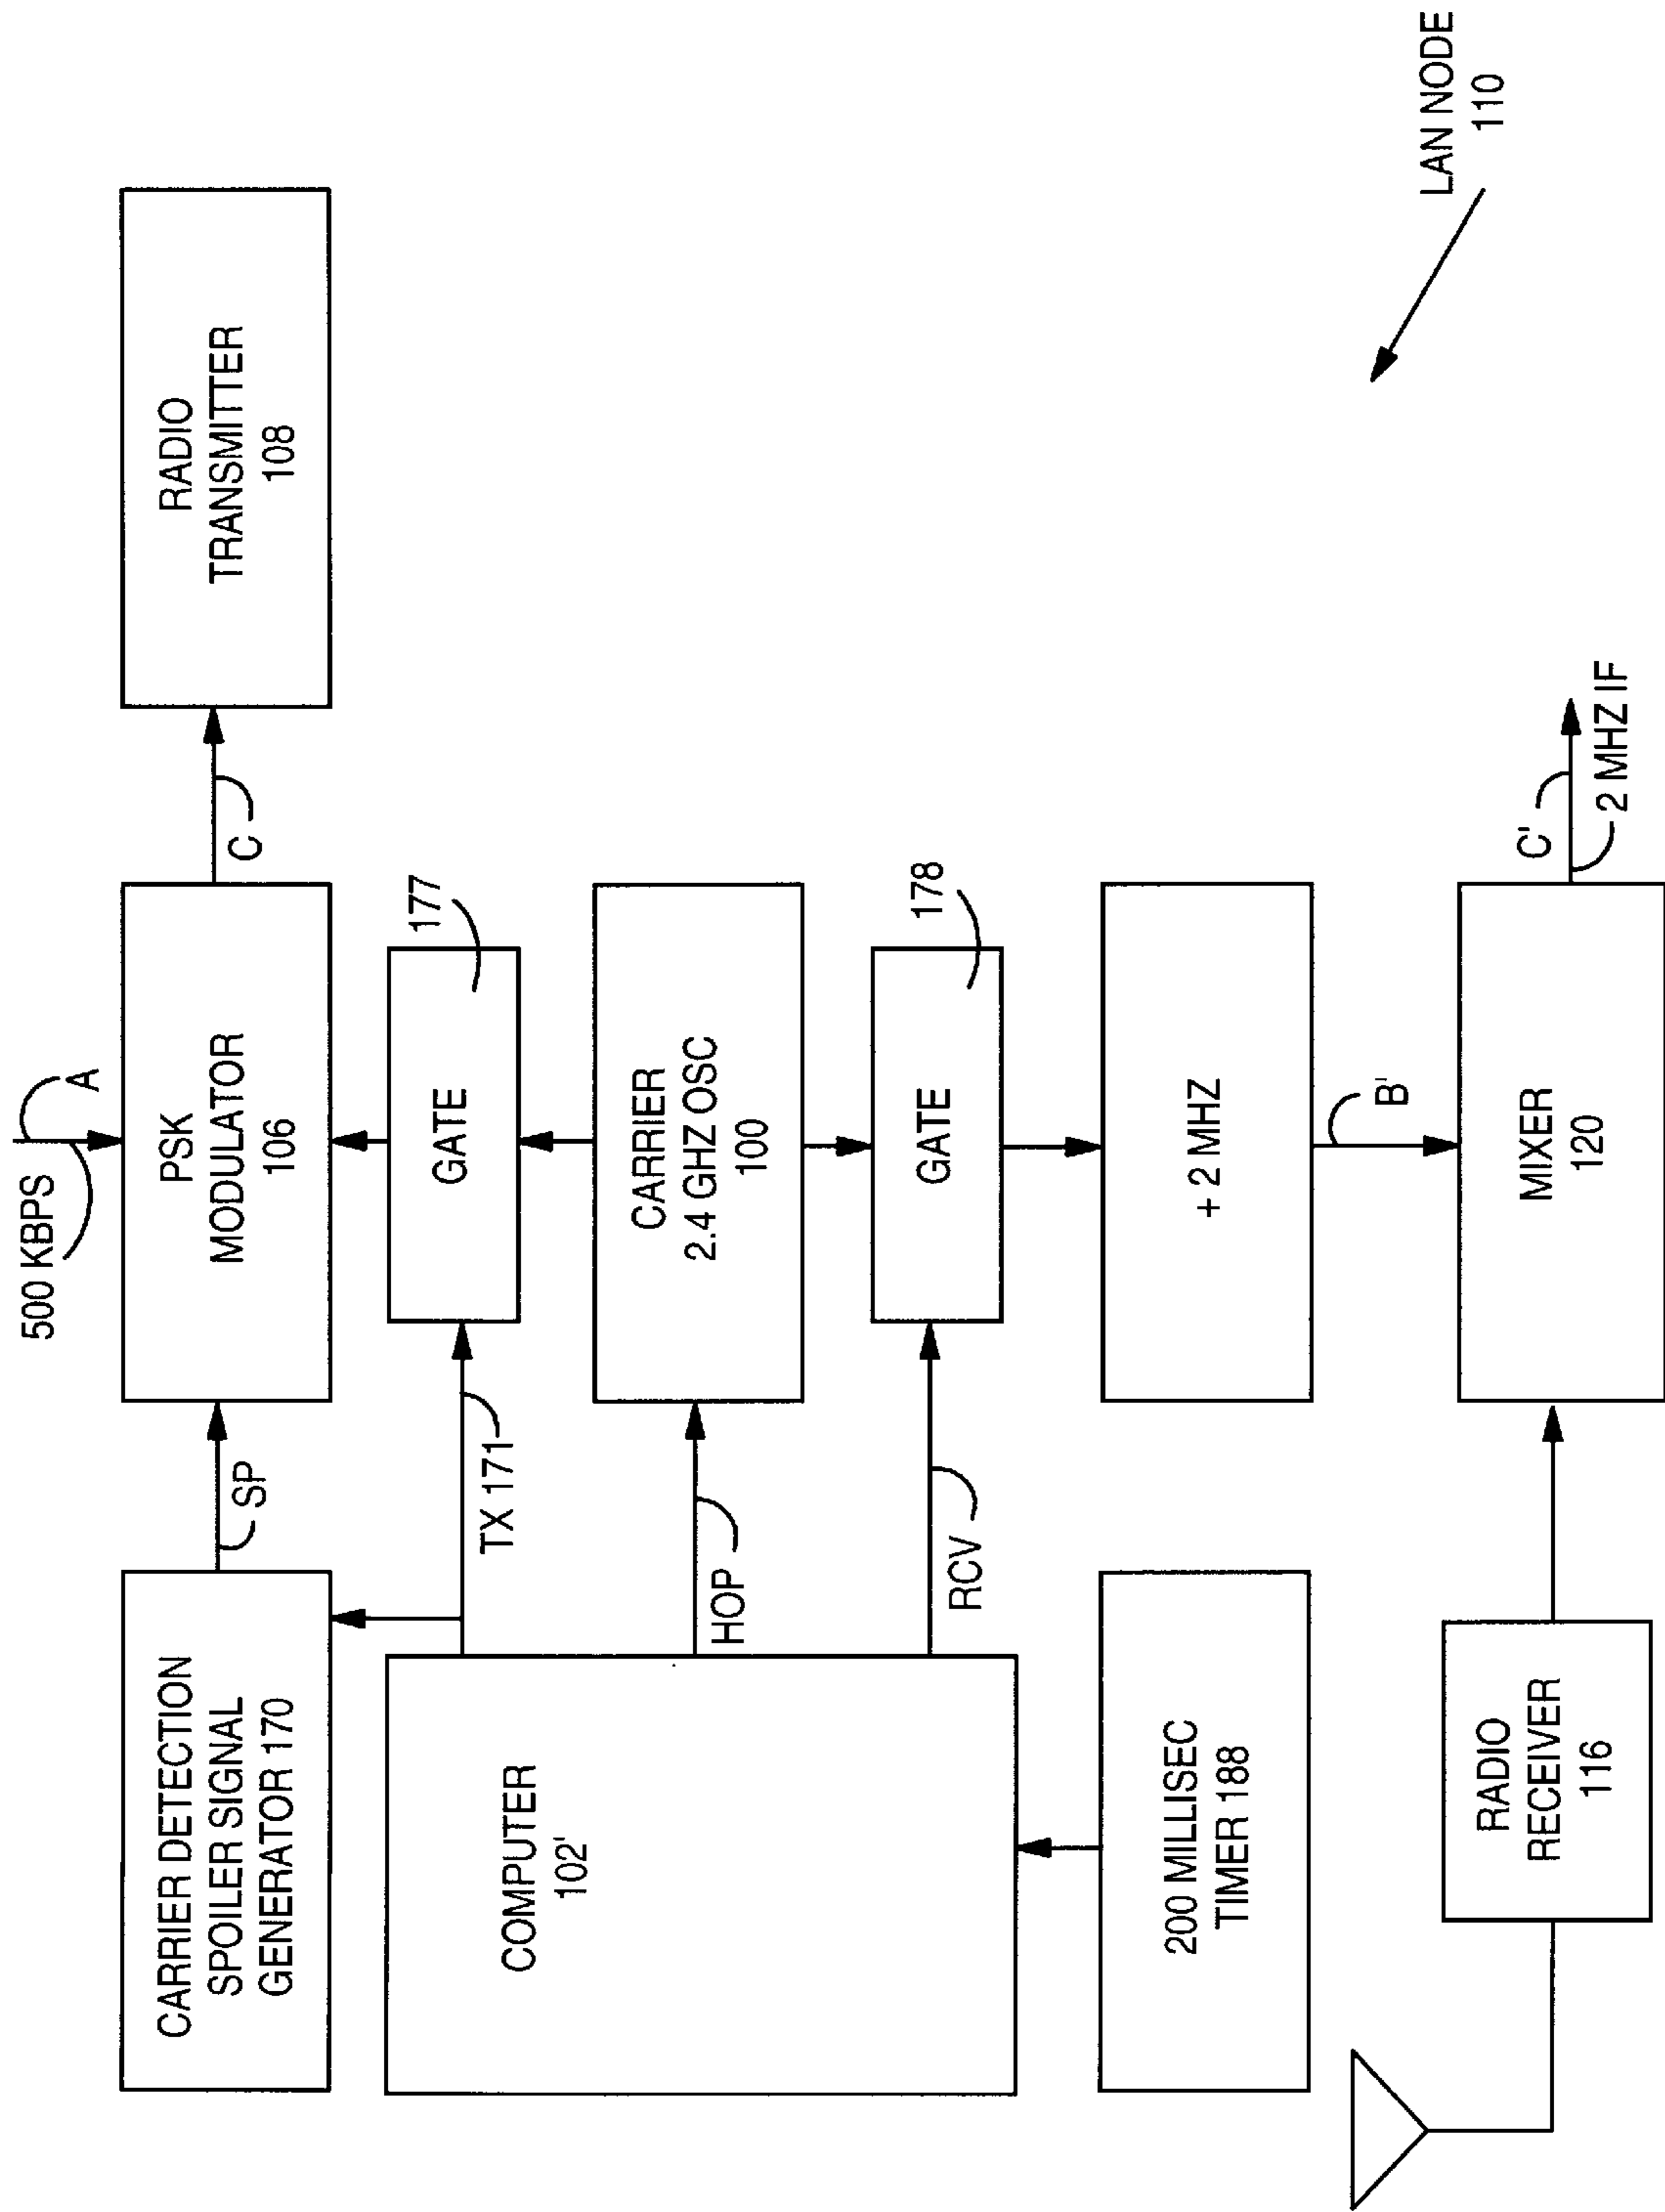 500 KBPS
A
CARRIER DETECTION
SPOILER SIGNAL
GENERATOR 170
SP
PSK
MODULATOR
106
C
RADIO
TRANSMITTER
108
TX 171
GATE
177
COMPUTER
102'
HOP
CARRIER
2.4 GHZ OSC
100
RCV
GATE
178
200 MILLISEC
TIMER 188
+ 2 MHZ
B'
RADIO
RECEIVER
116
MIXER
120
C'
2 MHZ IF
LAN NODE
110